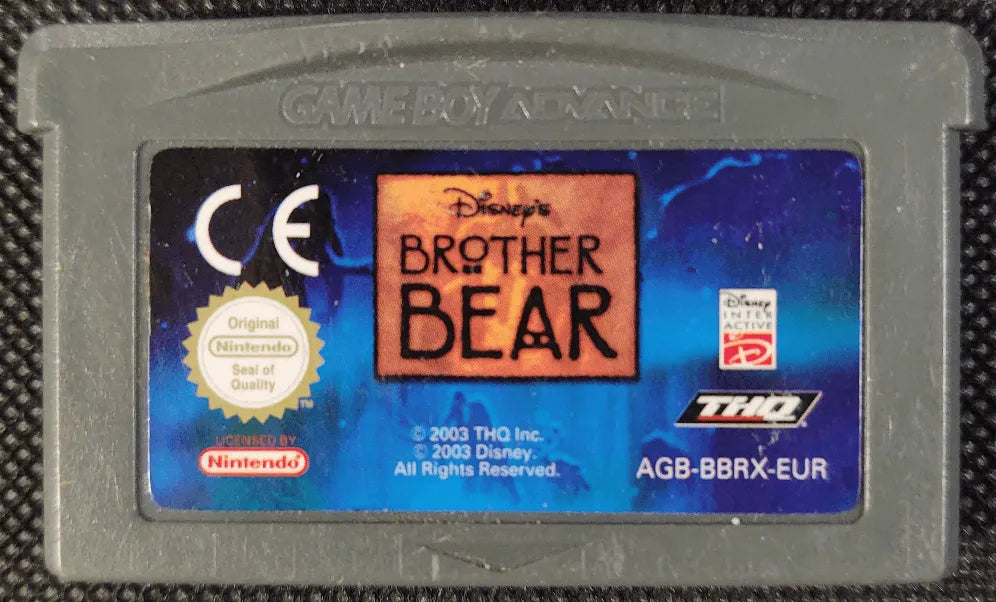 GAME BOY ADVANCE
CE
Disney's
BROTHER
BEAR
Original
Nintendo
Seal of
Quality
TM
LICENSED BY
Nintendo
© 2003 THQ Inc.
© 2003 Disney.
All Rights Reserved.
Disney
INTER
ACTIVE
THQ
AGB-BBRX-EUR